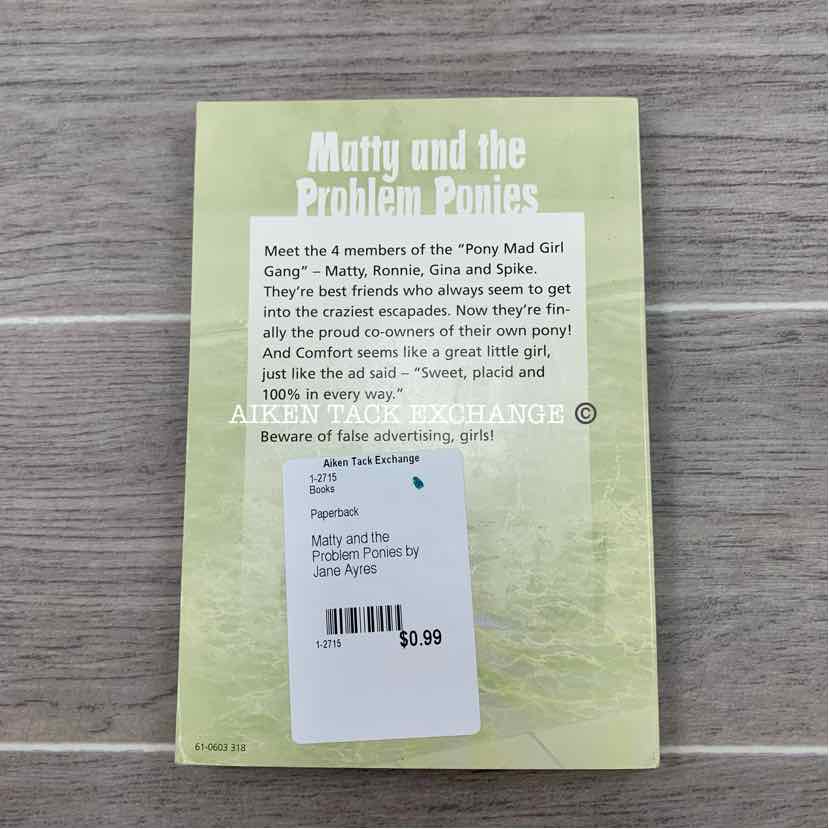 Matty and the
Problem Ponies
Meet the 4 members of the “Pony Mad Girl
Gang” – Matty, Ronnie, Gina and Spike.
They’re best friends who always seem to get
into the craziest escapades. Now they’re fin-
ally the proud co-owners of their own pony!
And Comfort seems like a great little girl,
just like the ad said – “Sweet, placid and
100% in every way.”
AIKEN TACK EXCHANGE ©
Beware of false advertising, girls!
Aiken Tack Exchange
1-2715
Books
Paperback
Matty and the
Problem Ponies by
Jane Ayres
1-2715
$0.99
61-0603 318